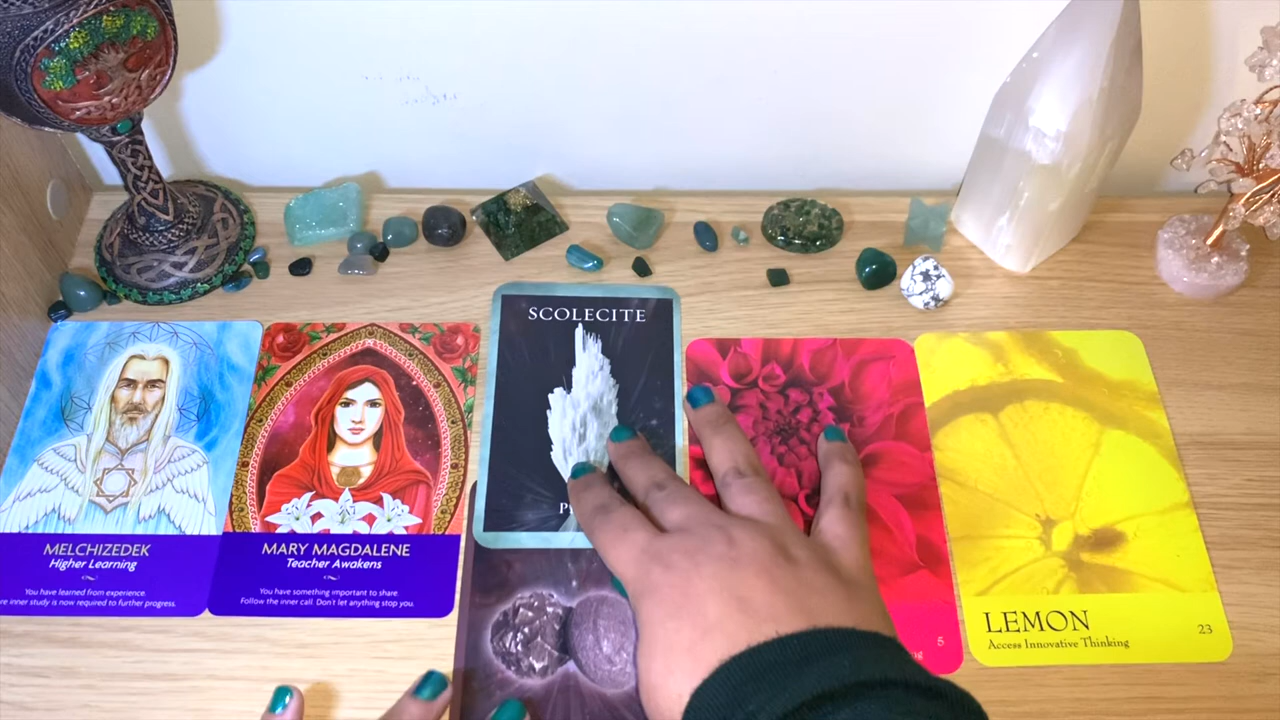 SCOLECITE
MELCHIZEDEK
Higher Learning
You have learned from experience.
inner study is now required to further progress.
MARY MAGDALENE
Teacher Awakens
You have something important to share.
Follow the inner call. Don't let anything stop you.
5
LEMON
Access Innovative Thinking
23